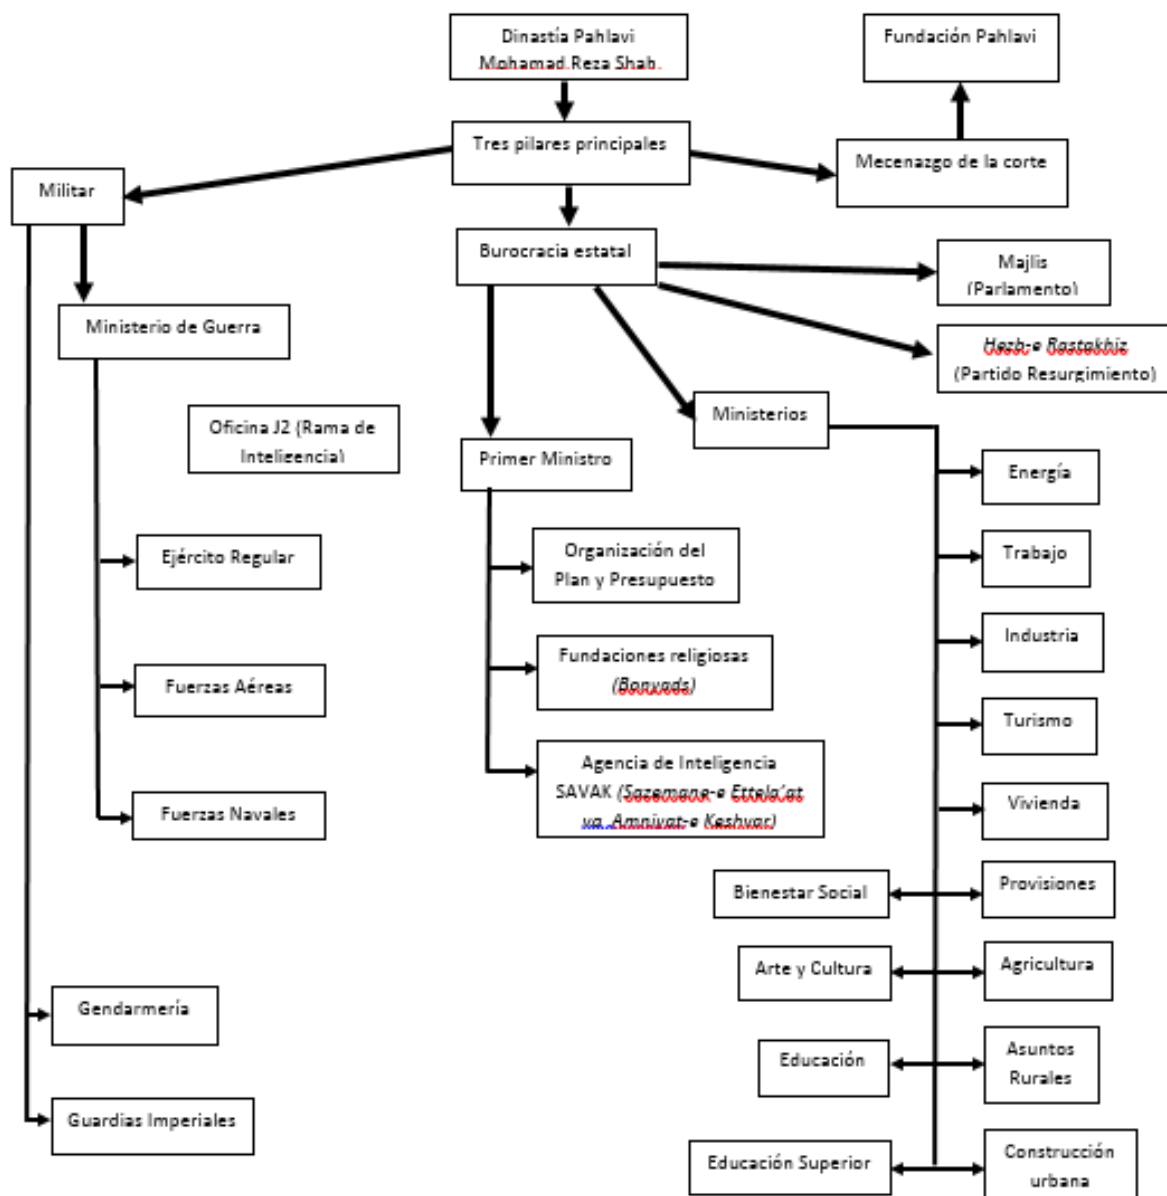 Dinastía Pahlavi
Mohamad Reza Shah.
Fundación Pahlavi
Tres pilares principales
Mecenazgo de la corte
Militar
Burocracia estatal
Majlis
(Parlamento)
Ministerio de Guerra
Hezb-e Rastakhiz
(Partido Resurgimiento)
Ministerios
Oficina J2 (Rama de
Inteligencia)
Primer Ministro
Energía
Ejército Regular
Organización del
Plan y Presupuesto
Trabajo
Fundaciones religiosas
(Bonyads)
Industria
Fuerzas Aéreas
Turismo
Agencia de Inteligencia
SAVAK (Sazemane-e Ettela’at
va Amniyat-e Keshvar)
Fuerzas Navales
Vivienda
Bienestar Social
Provisiones
Arte y Cultura
Agricultura
Gendarmería
Educación
Asuntos
Rurales
Guardias Imperiales
Educación Superior
Construcción
urbana